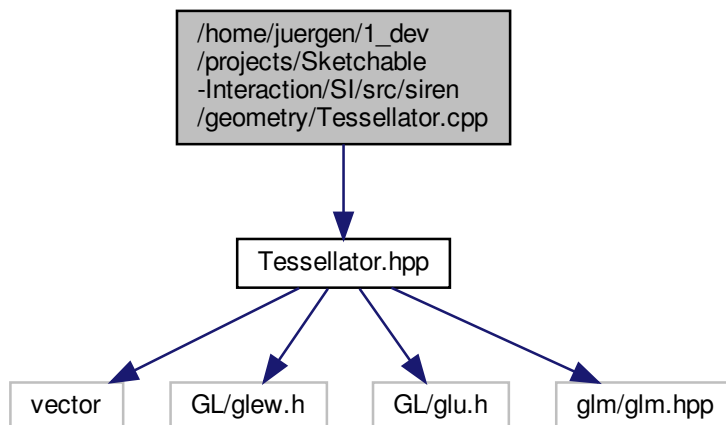 /home/juergen/1_dev
/projects/Sketchable
-Interaction/SI/src/siren
/geometry/Tessellator.cpp
Tessellator.hpp
vector
GL/glew.h
GL/glu.h
glm/glm.hpp